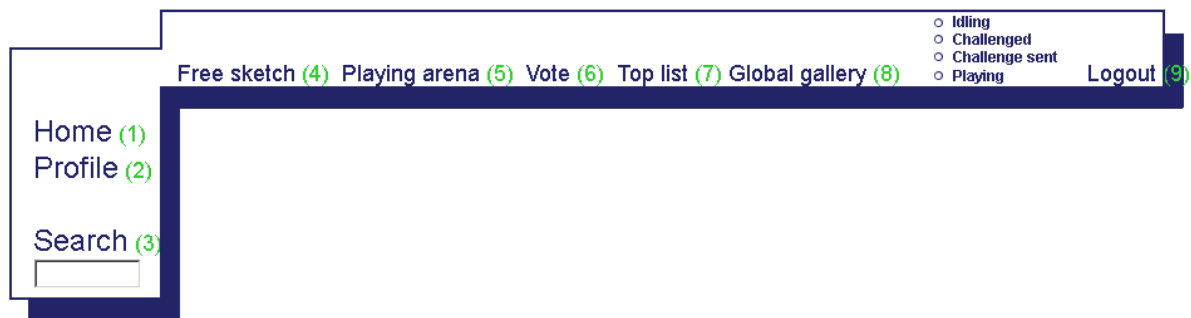 Idling
Challenged
Challenge sent
Playing
Free sketch (4) Playing arena (5) Vote (6) Top list (7) Global gallery (8) Logout (9)
Home (1)
Profile (2)
Search (3)